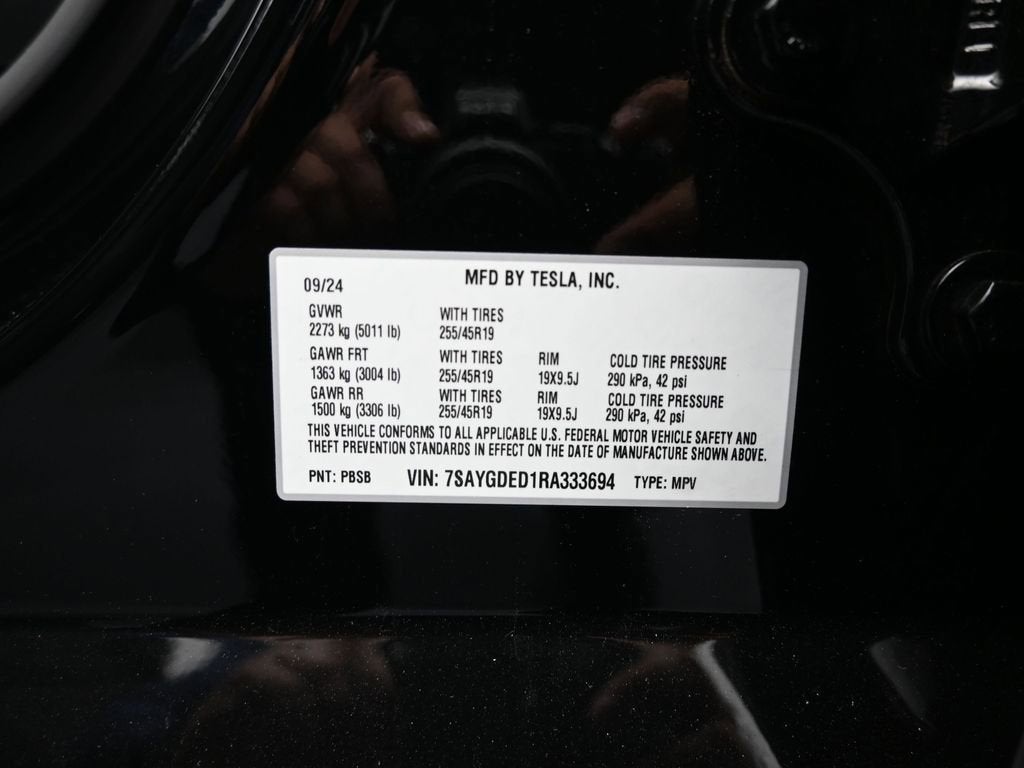 09/24 MFD BY TESLA, INC.
GVWR WITH TIRES
2273 kg (5011 lb) 255/45R19
GAWR FRT WITH TIRES RIM COLD TIRE PRESSURE
1363 kg (3004 lb) 255/45R19 19X9.5J 290 kPa, 42 psi
GAWR RR WITH TIRES RIM COLD TIRE PRESSURE
1500 kg (3306 lb) 255/45R19 19X9.5J 290 kPa, 42 psi
THIS VEHICLE CONFORMS TO ALL APPLICABLE U.S. FEDERAL MOTOR VEHICLE SAFETY AND
THEFT PREVENTION STANDARDS IN EFFECT ON THE DATE OF MANUFACTURE SHOWN ABOVE.
PNT: PBSB VIN: 7SAYGDED1RA333694 TYPE: MPV